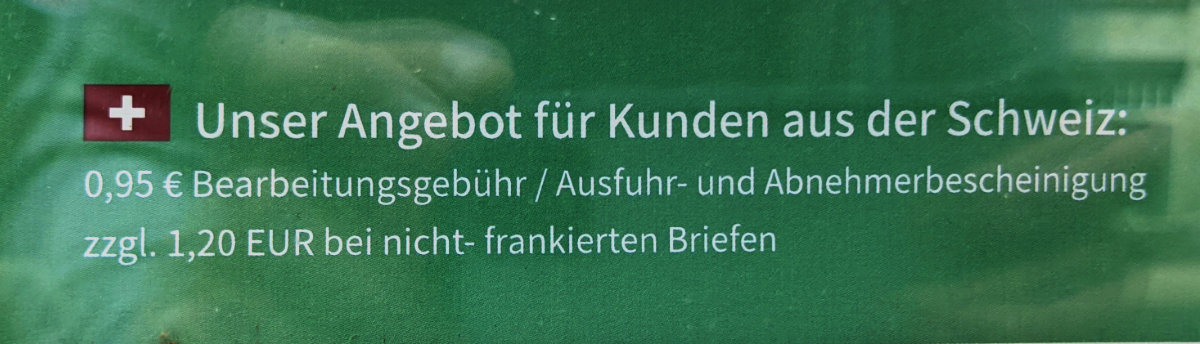 Unser Angebot für Kunden aus der Schweiz:
0,95 € Bearbeitungsgebühr / Ausfuhr- und Abnehmerbescheinigung
zzgl. 1,20 EUR bei nicht- frankierten Briefen